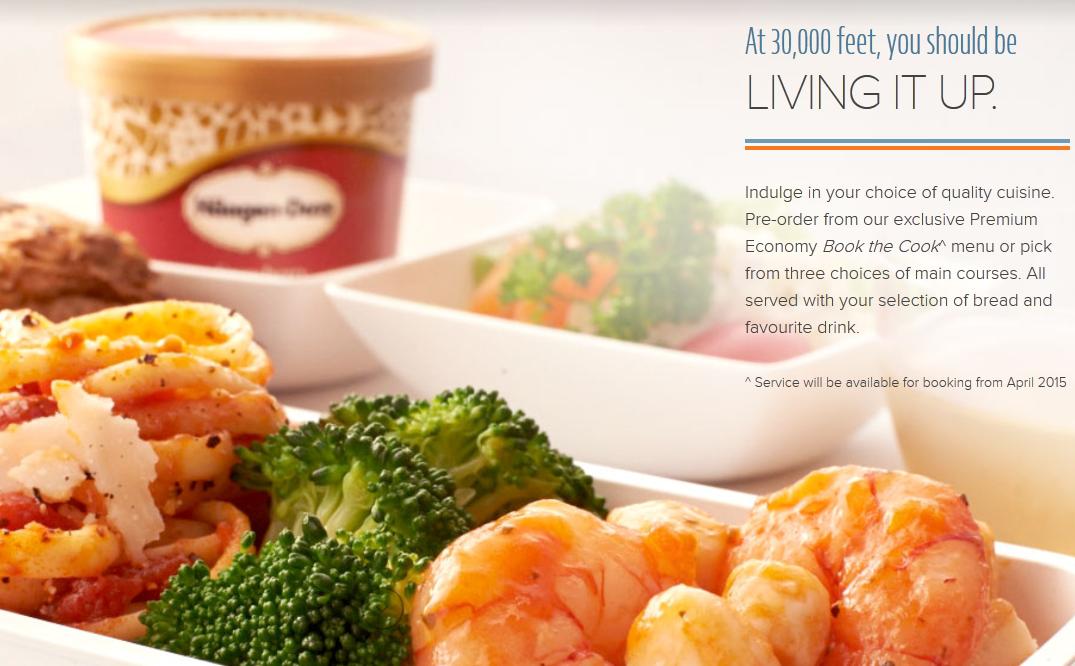 At 30,000 feet, you should be
LIVING IT UP.
Indulge in your choice of quality cuisine.
Pre-order from our exclusive Premium
Economy Book the Cook^ menu or pick
from three choices of main courses. All
served with your selection of bread and
favourite drink.
^ Service will be available for booking from April 2015
Häagen-Dazs